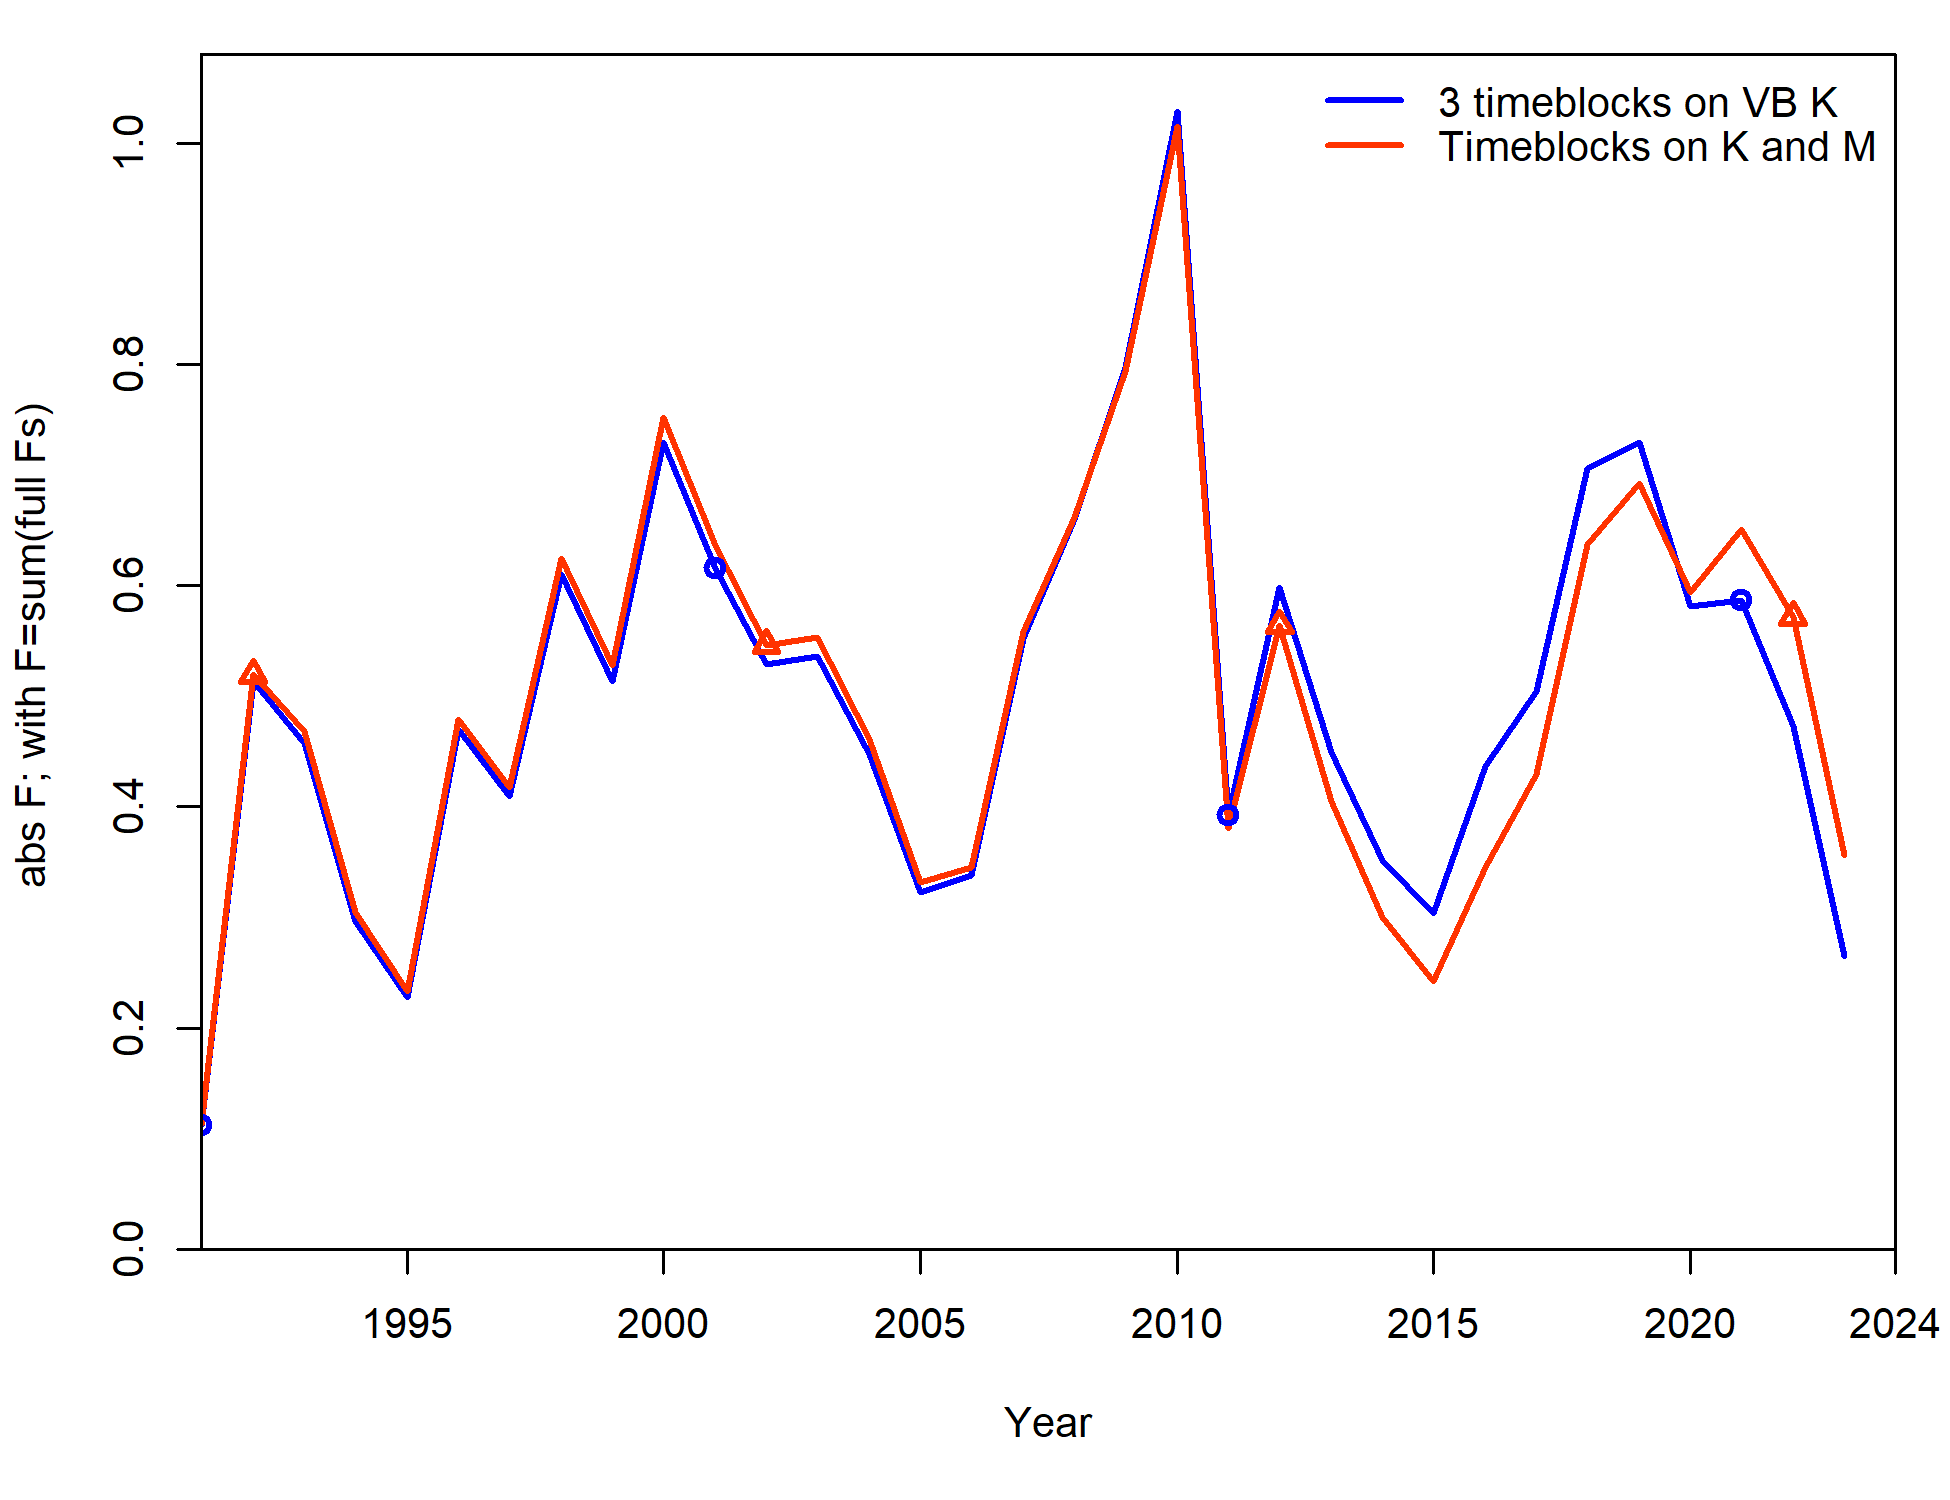 3 timeblocks on VB K
Timeblocks on K and M
abs F; with F=sum(full Fs)
1.0
0.8
0.6
0.4
0.2
0.0
1995 2000 2005 2010 2015 2020 2024
Year